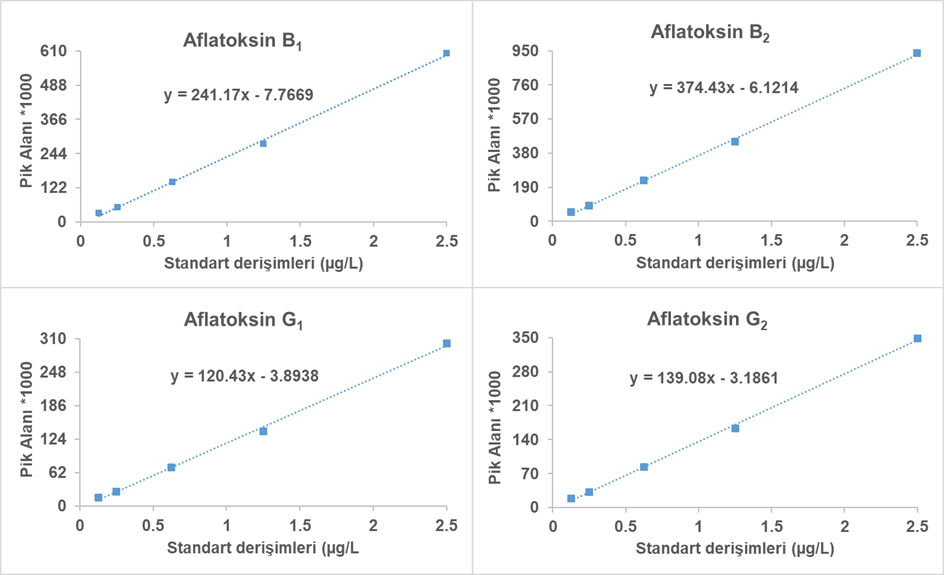 Aflatoksin B₁
610
488
366
244
122
0
Pik Alanı *1000
y = 241.17x - 7.7669
0 0.5 1 1.5 2 2.5
Standart derişimleri (µg/L)
Aflatoksin B₂
950
760
570
380
190
0
Pik Alanı *1000
y = 374.43x - 6.1214
0 0.5 1 1.5 2 2.5
Standart derişimleri (µg/L)
Aflatoksin G₁
310
248
186
124
62
0
Pik Alanı *1000
y = 120.43x - 3.8938
0 0.5 1 1.5 2 2.5
Standart derişimleri (µg/L
Aflatoksin G₂
350
280
210
140
70
0
Pik Alanı *1000
y = 139.08x - 3.1861
0 0.5 1 1.5 2 2.5
Standart derişimleri (µg/L)